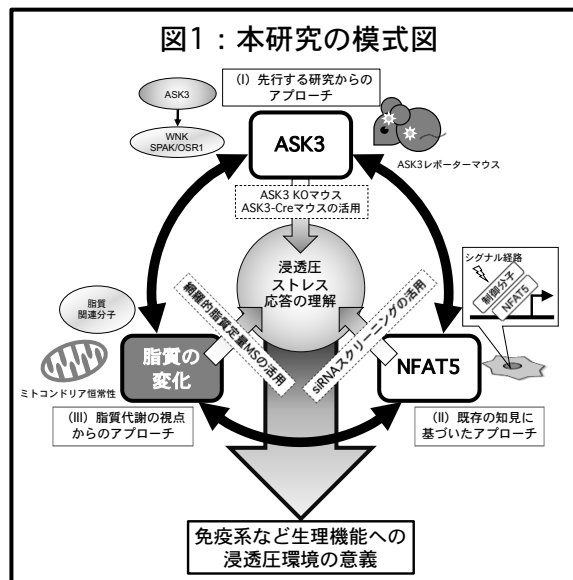 図1：本研究の模式図
(I) 先行する研究からの
アプローチ
ASK3
WNK
SPAK/OSR1
ASK3
ASK3レポーターマウス
ASK3 KOマウス
ASK3-Creマウスの活用
浸透圧
ストレス
応答の理解
シグナル経路
制御分子
NFAT5
脂質
関連分子
網羅的脂質定量MSの活用
siRNAスクリーニングの活用
脂質の
変化
NFAT5
ミトコンドリア恒常性
(III) 脂質代謝の視点
からのアプローチ
(II) 既存の知見に
基づいたアプローチ
免疫系など生理機能への
浸透圧環境の意義